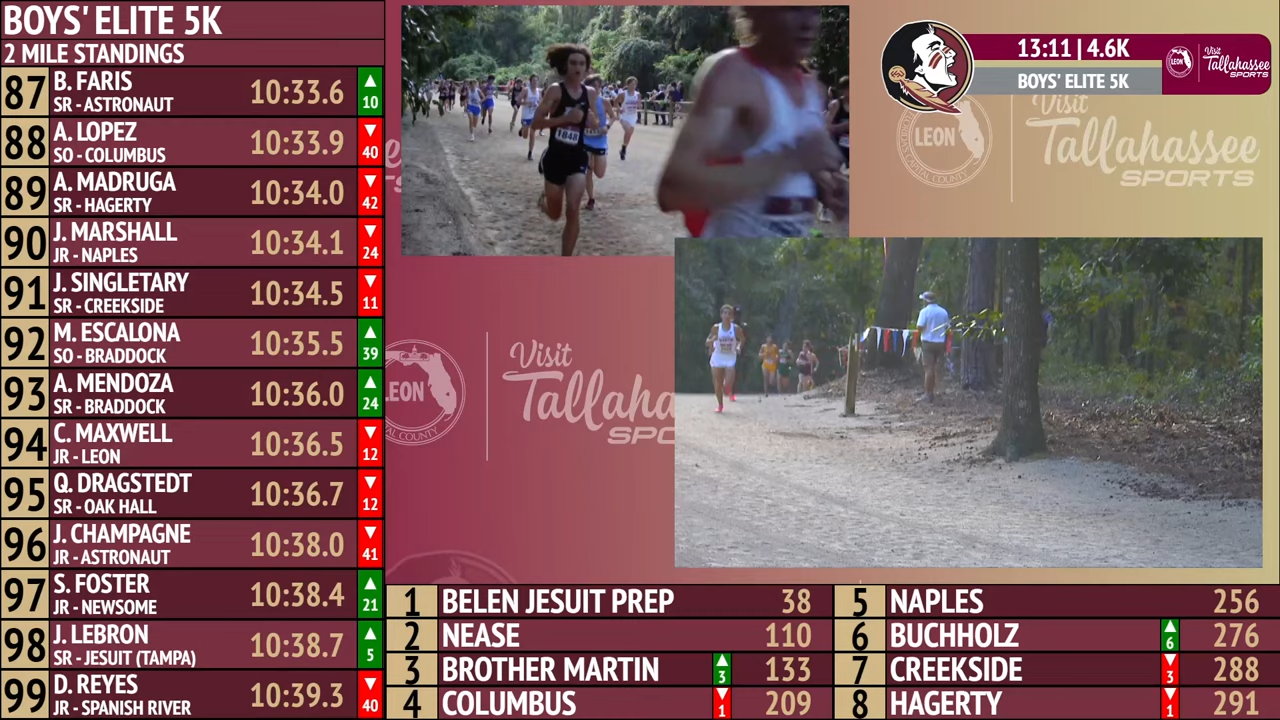 BOYS' ELITE 5K
2 MILE STANDINGS
87 B. FARIS 10:33.6 ▲
SR - ASTRONAUT 10
88 A. LOPEZ 10:33.9 ▼
SO - COLUMBUS 40
89 A. MADRUGA 10:34.0 ▼
SR - HAGERTY 42
90 J. MARSHALL 10:34.1 ▼
JR - NAPLES 24
91 J. SINGLETARY 10:34.5 ▼
SR - CREEKSIDE 11
92 M. ESCALONA 10:35.5 ▲
SO - BRADDOCK 39
93 A. MENDOZA 10:36.0 ▲
SR - BRADDOCK 24
94 C. MAXWELL 10:36.5 ▼
JR - LEON 12
95 Q. DRAGSTEDT 10:36.7 ▼
SR - OAK HALL 12
96 J. CHAMPAGNE 10:38.0 ▼
JR - ASTRONAUT 41
97 S. FOSTER 10:38.4 ▲
JR - NEWSOME 21
98 J. LEBRON 10:38.7 ▲
SR - JESUIT (TAMPA) 5
99 D. REYES 10:39.3 ▼
JR - SPANISH RIVER 40
1848
13:11 | 4.6K
BOYS' ELITE 5K
LEON
Visit
Tallahassee
SPORTS
LEON
Visit
Tallahassee
SPORTS
EON
Visit
Tallaha
SPO
1 BELEN JESUIT PREP 38
2 NEASE 110
3 BROTHER MARTIN ▲ 3 133
4 COLUMBUS ▼ 1 209
5 NAPLES 256
6 BUCHHOLZ ▲ 6 276
7 CREEKSIDE ▼ 3 288
8 HAGERTY ▼ 1 291